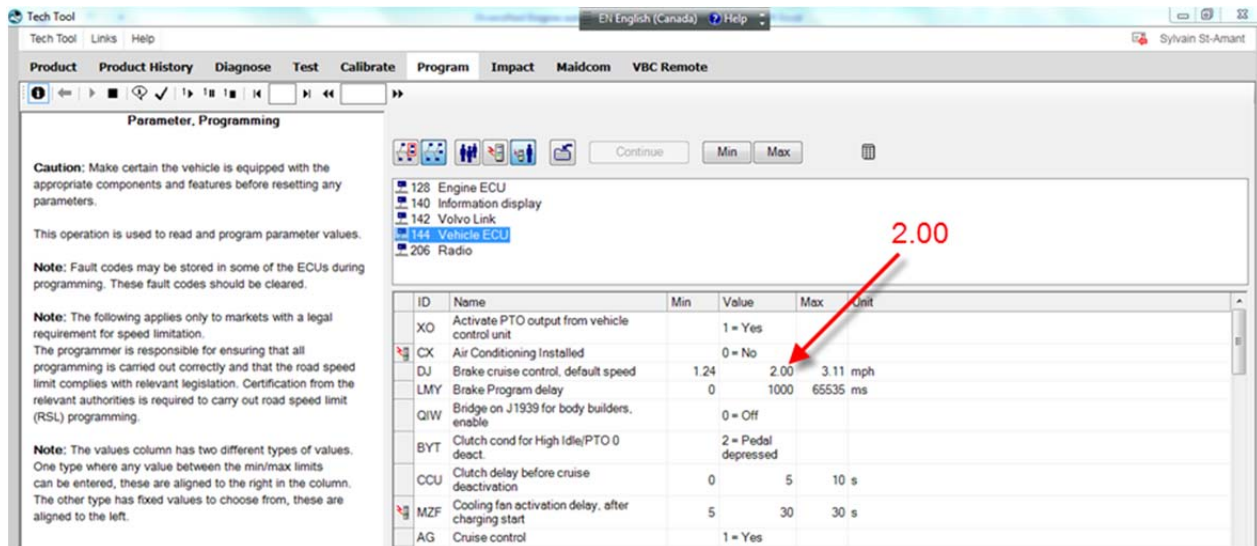 Tech Tool
EN English (Canada) Help
Tech Tool Links Help
Sylvain St-Amant
Product Product History Diagnose Test Calibrate Program Impact Maidcom VBC Remote
Parameter, Programming
Caution: Make certain the vehicle is equipped with the
appropriate components and features before resetting any
parameters.
This operation is used to read and program parameter values.
Note: Fault codes may be stored in some of the ECUs during
programming. These fault codes should be cleared.
Note: The following applies only to markets with a legal
requirement for speed limitation.
The programmer is responsible for ensuring that all
programming is carried out correctly and that the road speed
limit complies with relevant legislation. Certification from the
relevant authorities is required to carry out road speed limit
(RSL) programming.
Note: The values column has two different types of values.
One type where any value between the min/max limits
can be entered, these are aligned to the right in the column.
The other type has fixed values to choose from, these are
aligned to the left.
Continue Min Max
128 Engine ECU
140 Information display
142 Volvo Link
144 Vehicle ECU
206 Radio
2.00
ID Name Min Value Max Unit
XO Activate PTO output from vehicle
control unit 1 = Yes
CX Air Conditioning Installed 0 = No
DJ Brake cruise control, default speed 1.24 2.00 3.11 mph
LMY Brake Program delay 0 1000 65535 ms
QIW Bridge on J1939 for body builders,
enable 0 = Off
BYT Clutch cond for High Idle/PTO 0
deact. 2 = Pedal
depressed
CCU Clutch delay before cruise
deactivation 0 5 10 s
MZF Cooling fan activation delay, after
charging start 5 30 30 s
AG Cruise control 1 = Yes